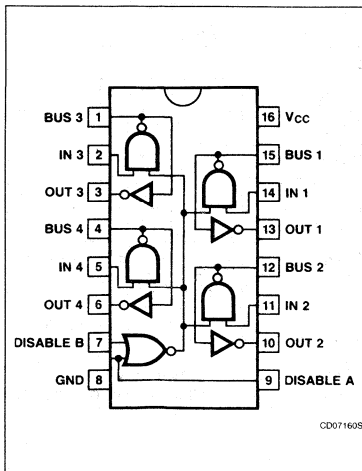 BUS 3 1
IN 3 2
OUT 3 3
BUS 4 4
IN 4 5
OUT 4 6
DISABLE B 7
GND 8
16 VCC
15 BUS 1
14 IN 1
13 OUT 1
12 BUS 2
11 IN 2
10 OUT 2
9 DISABLE A
CD07160S